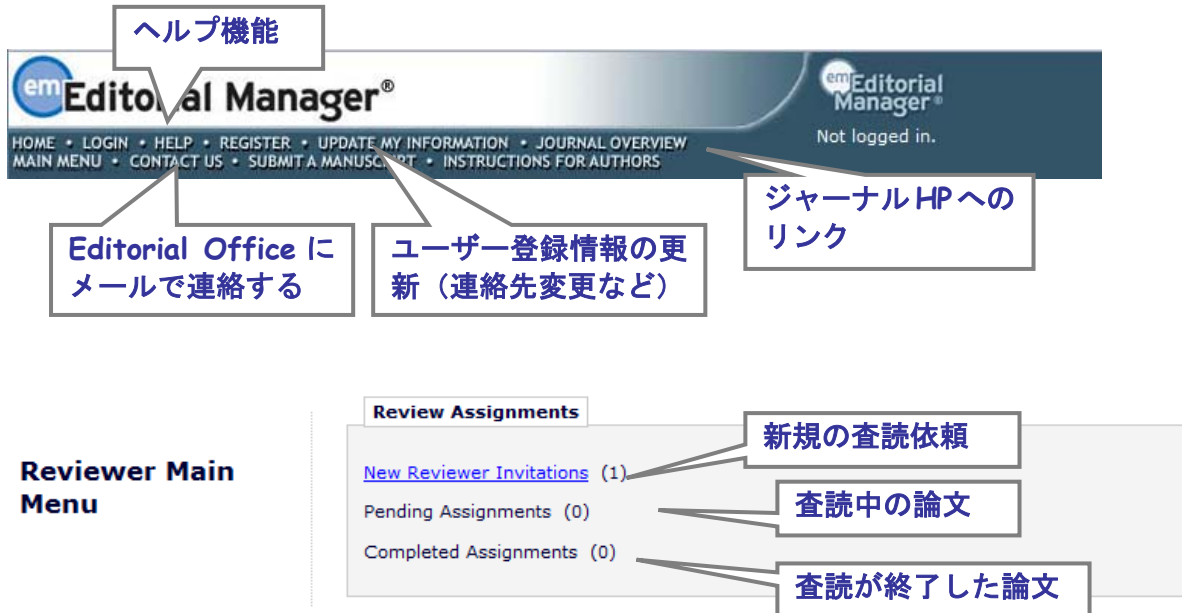 ヘルプ機能
em Editorial Manager®
em Editorial
Manager®
HOME • LOGIN • HELP • REGISTER • UPDATE MY INFORMATION • JOURNAL OVERVIEW
MAIN MENU • CONTACT US • SUBMIT A MANUSCRIPT • INSTRUCTIONS FOR AUTHORS
Not logged in.
ジャーナル HP への
リンク
Editorial Office に
メールで連絡する
ユーザー登録情報の更
新（連絡先変更など）
Review Assignments
Reviewer Main
Menu
New Reviewer Invitations (1)
新規の査読依頼
Pending Assignments (0)
査読中の論文
Completed Assignments (0)
査読が終了した論文